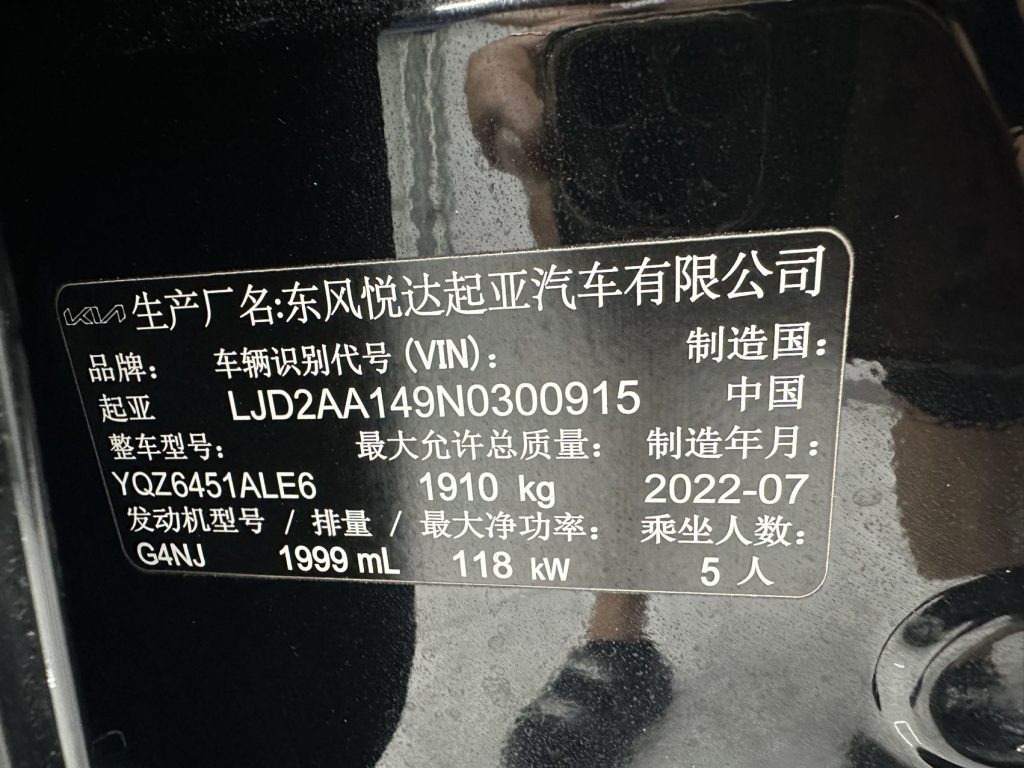 KIA 生产厂名:东风悦达起亚汽车有限公司
品牌: 车辆识别代号(VIN): 制造国:
起亚 LJD2AA149N0300915 中国
整车型号: 最大允许总质量: 制造年月:
YQZ6451ALE6 1910 kg 2022-07
发动机型号 / 排量 / 最大净功率: 乘坐人数:
G4NJ 1999 mL 118 kW 5 人